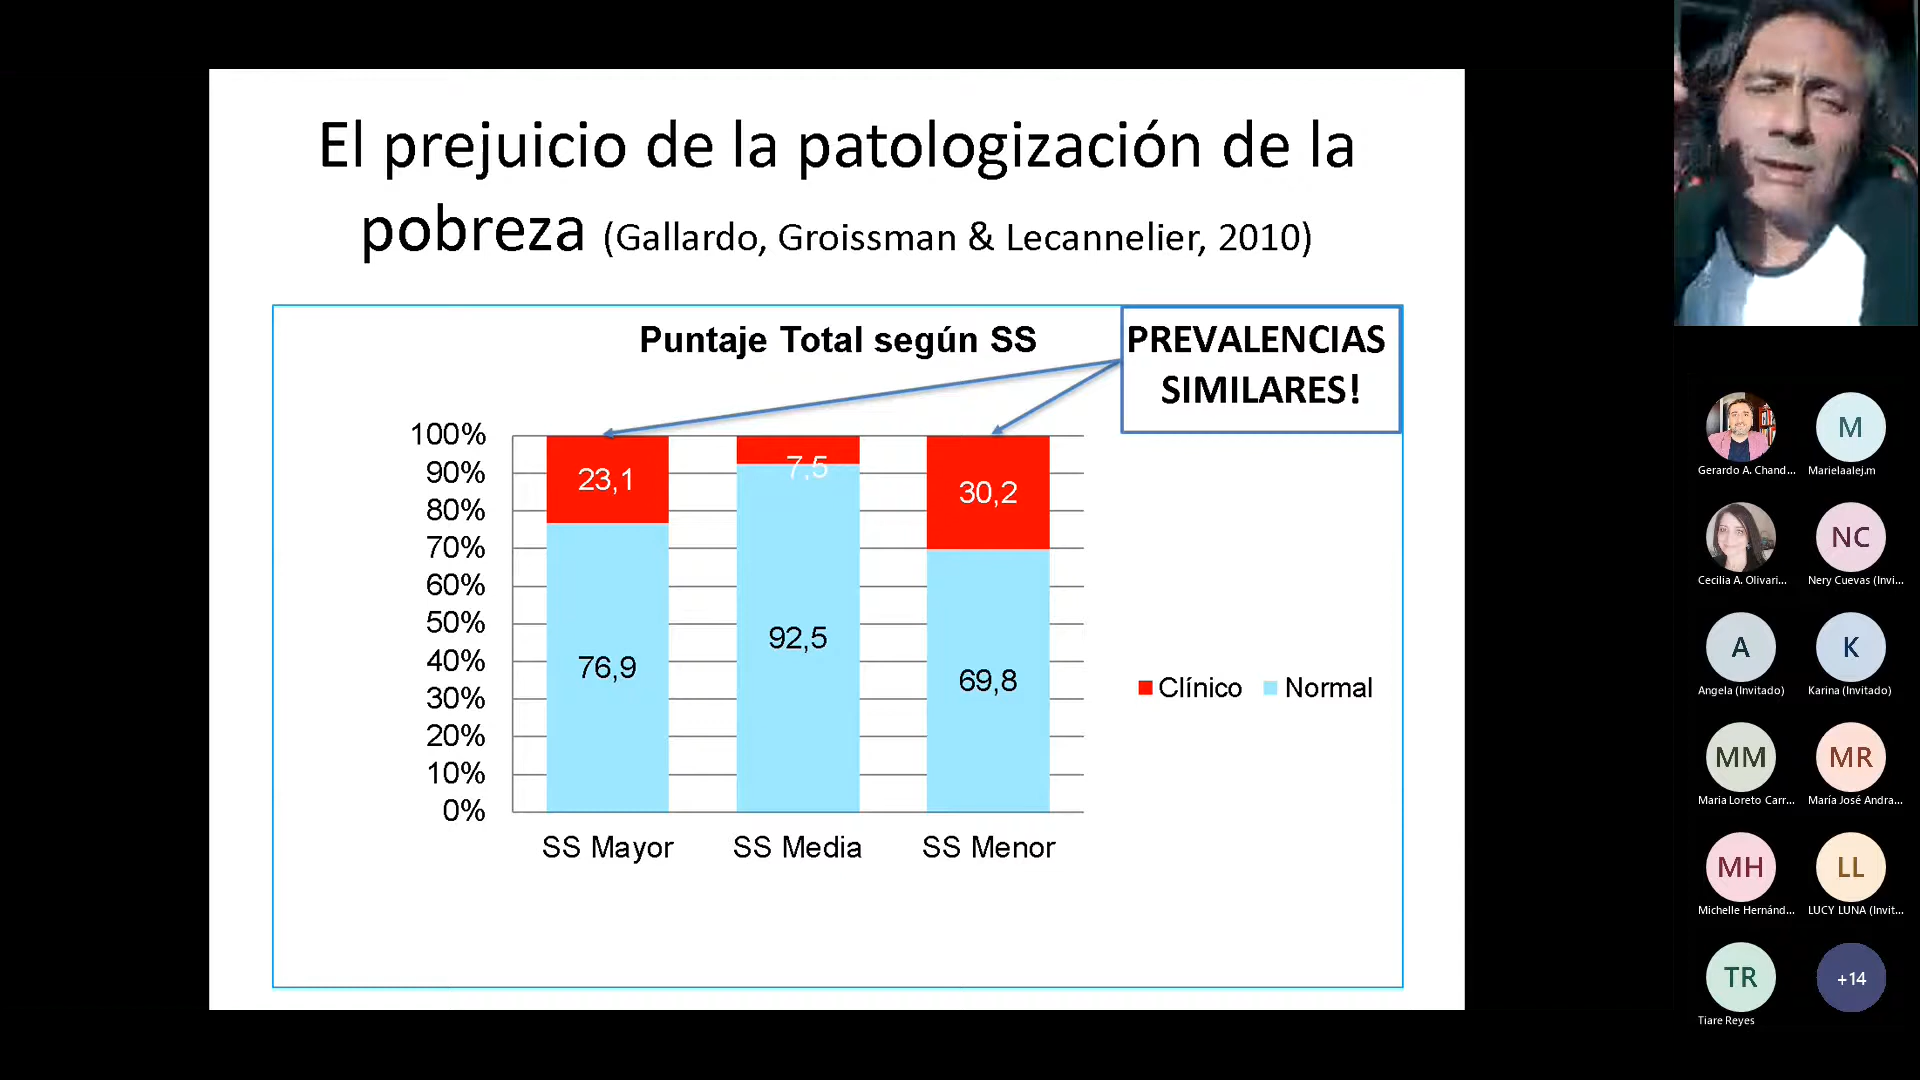 El prejuicio de la patologización de la
pobreza (Gallardo, Groissman & Lecannelier, 2010)
Puntaje Total según SS
PREVALENCIAS
SIMILARES!
100%
90%
80%
70%
60%
50%
40%
30%
20%
10%
0%
23,1
7,5
30,2
76,9
92,5
69,8
SS Mayor
SS Media
SS Menor
Clínico
Normal
M
Gerardo A. Chand...
Marielaalej.m
NC
Cecilia A. Olivari...
Nery Cuevas (Invi...
A
K
Angela (Invitado)
Karina (Invitado)
MM
MR
Maria Loreto Carr...
María José Andra...
MH
LL
Michelle Hernánd...
LUCY LUNA (Invit...
TR
+14
Tiare Reyes